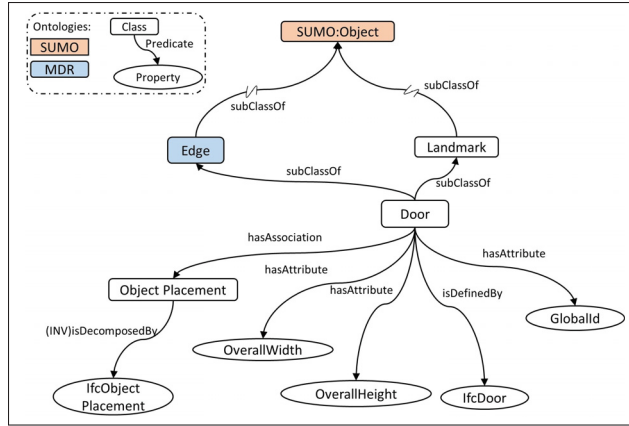 Ontologies:
Class
SUMO
Predicate
MDR
Property
SUMO:Object
subClassOf
subClassOf
Edge
Landmark
subClassOf
subClassOf
Door
hasAssociation
hasAttribute
hasAttribute
hasAttribute
isDefinedBy
Object Placement
GlobalId
(INV)isDecomposedBy
OverallWidth
IfcObject
Placement
OverallHeight
IfcDoor